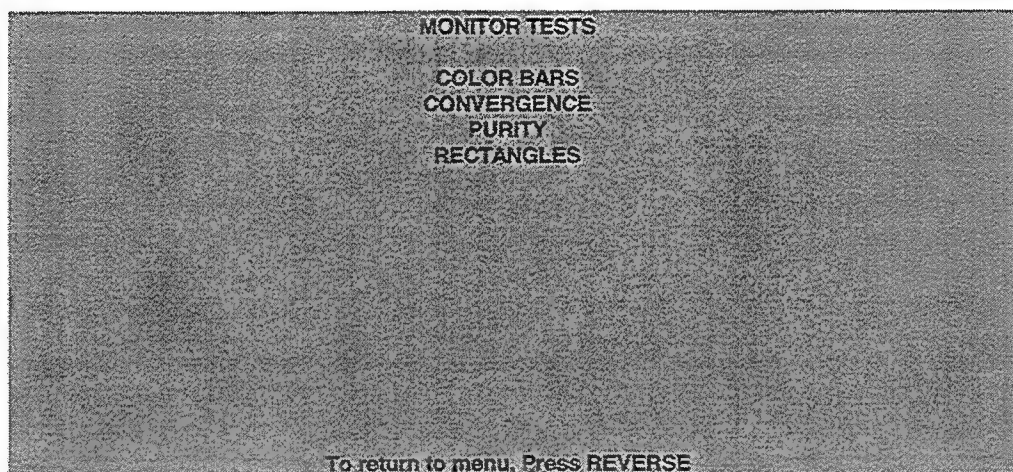 MONITOR TESTS
COLOR BARS
CONVERGENCE
PURITY
RECTANGLES
To return to menu, Press REVERSE